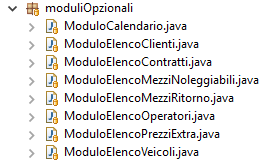 moduliOpzionali
ModuloCalendario.java
ModuloElencoClienti.java
ModuloElencoContratti.java
ModuloElencoMezziNoleggiabili.java
ModuloElencoMezziRitorno.java
ModuloElencoOperatori.java
ModuloElencoPrezziExtra.java
ModuloElencoVeicoli.java